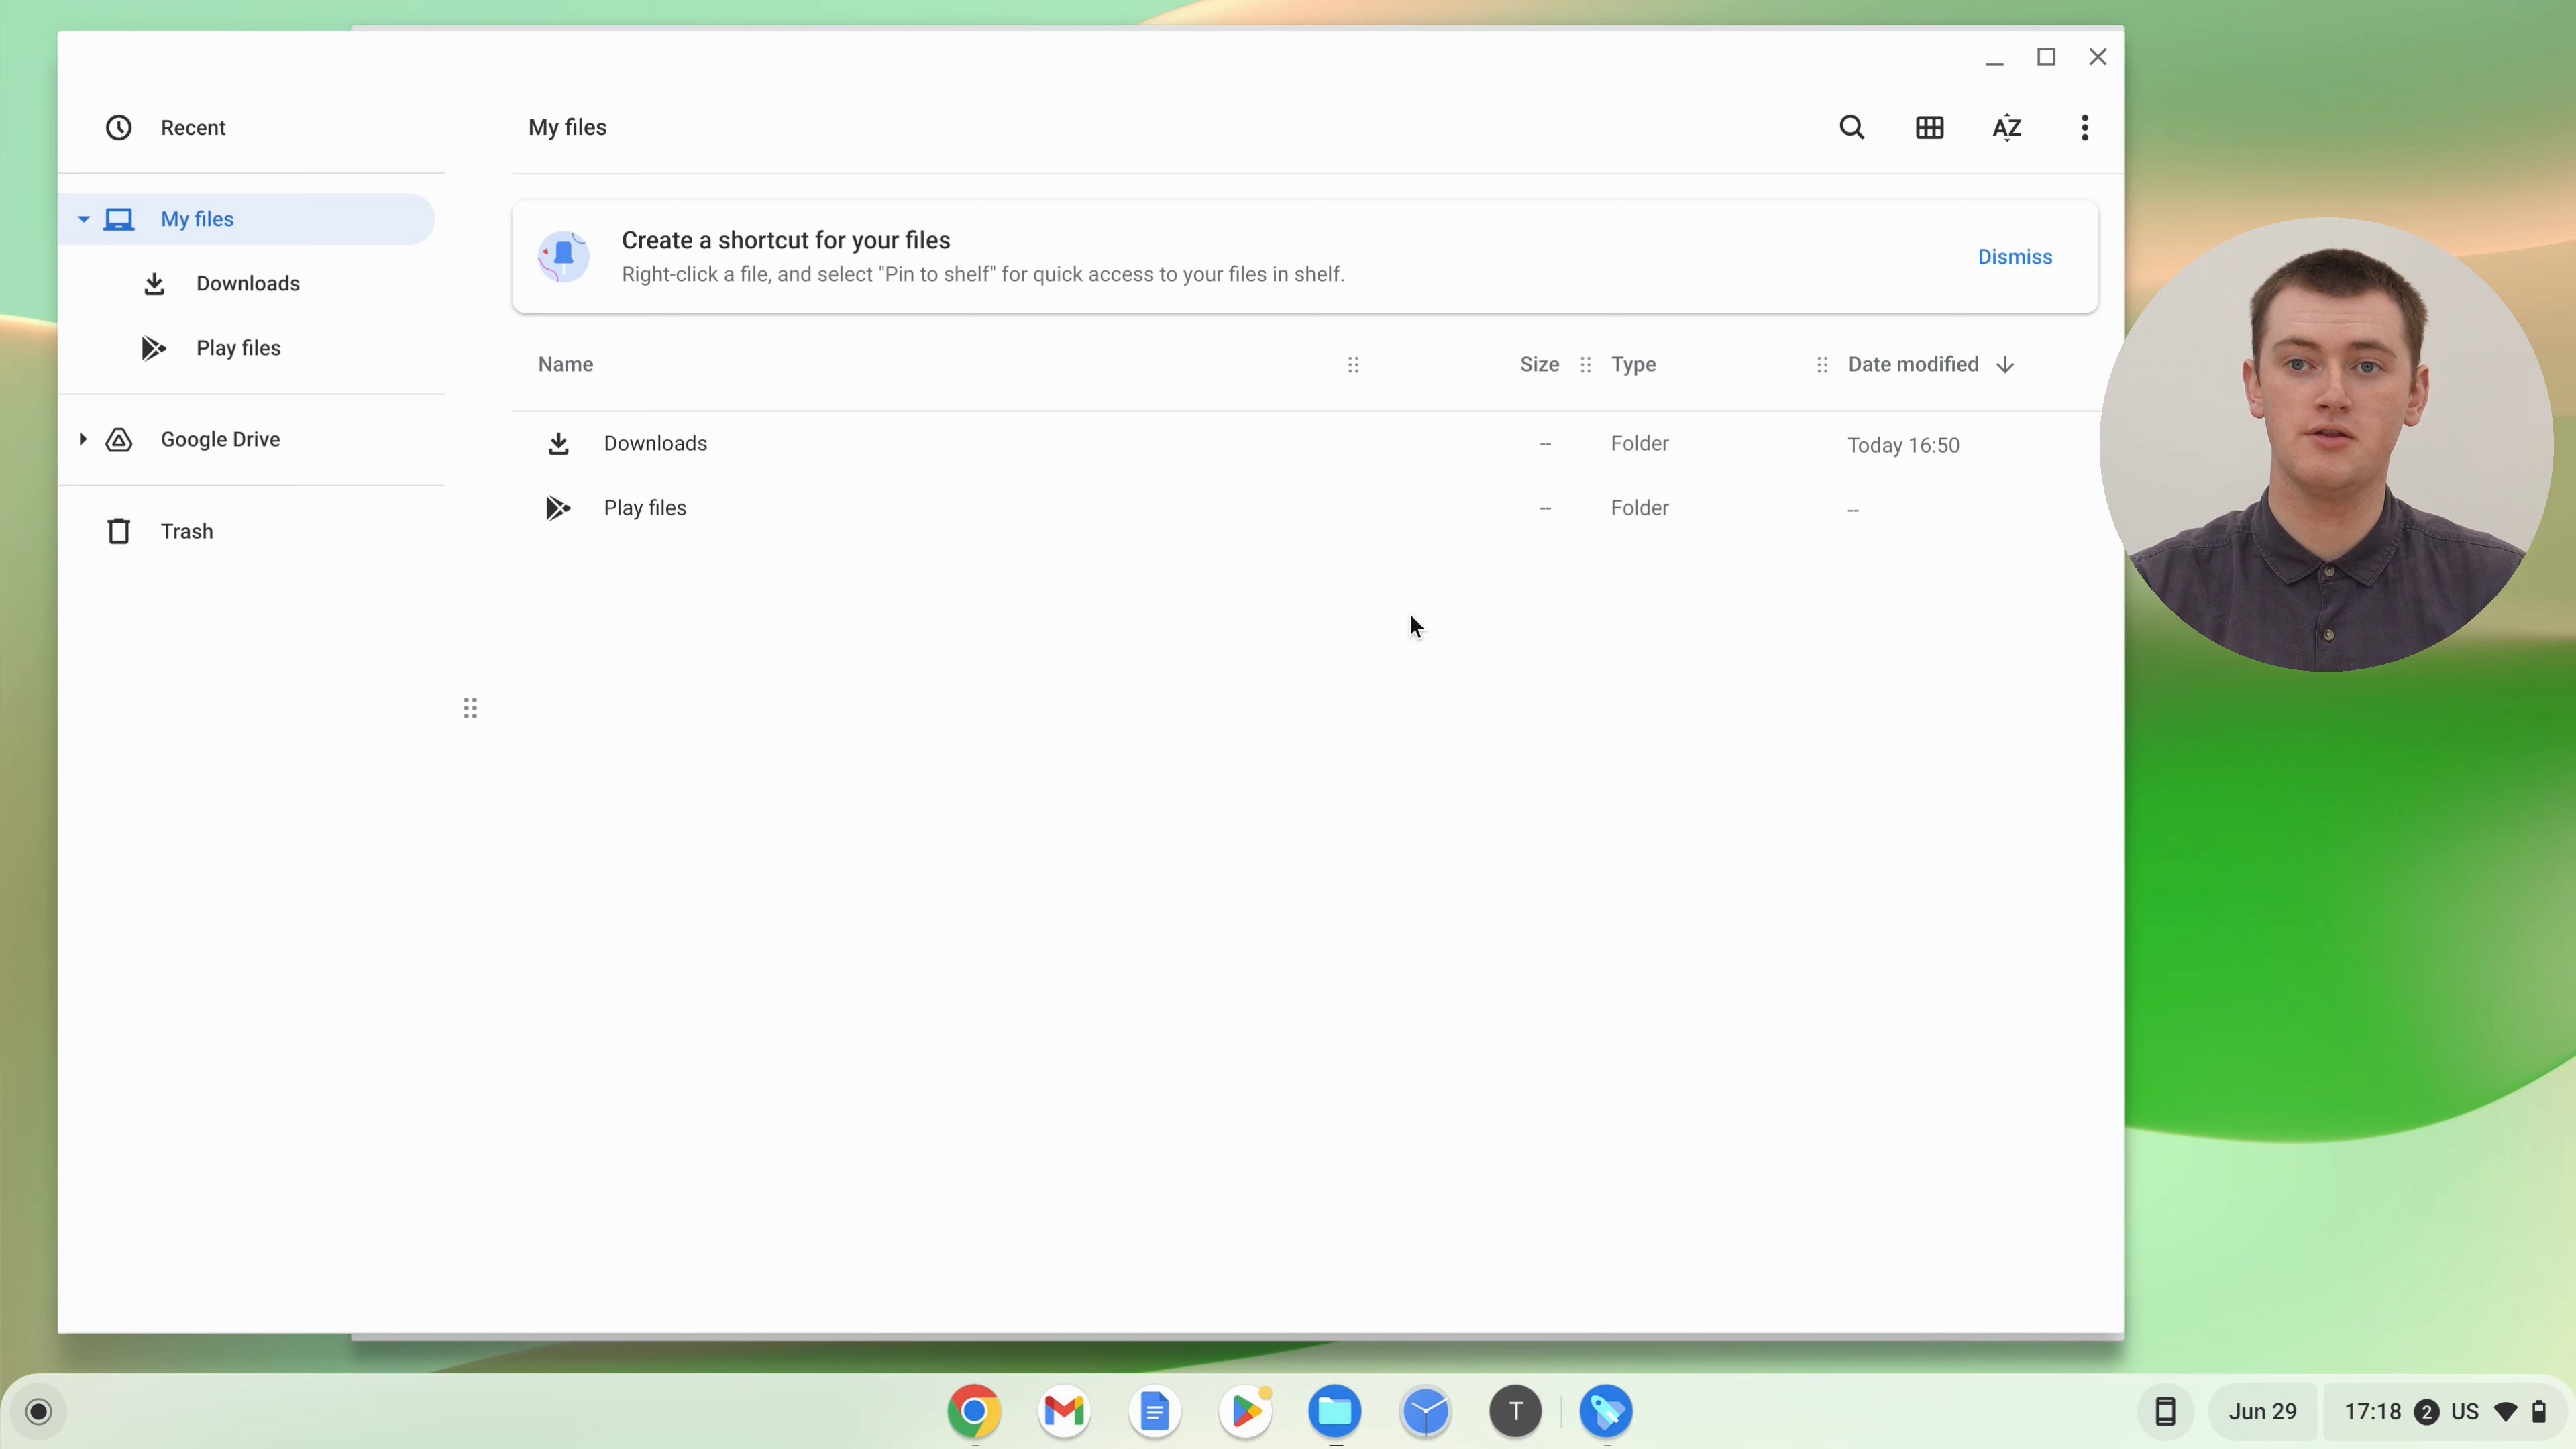 Recent
My files
My files
Downloads
Play files
Google Drive
Trash
AZ
Create a shortcut for your files
Right-click a file, and select "Pin to shelf" for quick access to your files in shelf.
Dismiss
Name Size Type Date modified
Downloads -- Folder Today 16:50
Play files -- Folder --
T
Jun 29
17:18 2 US